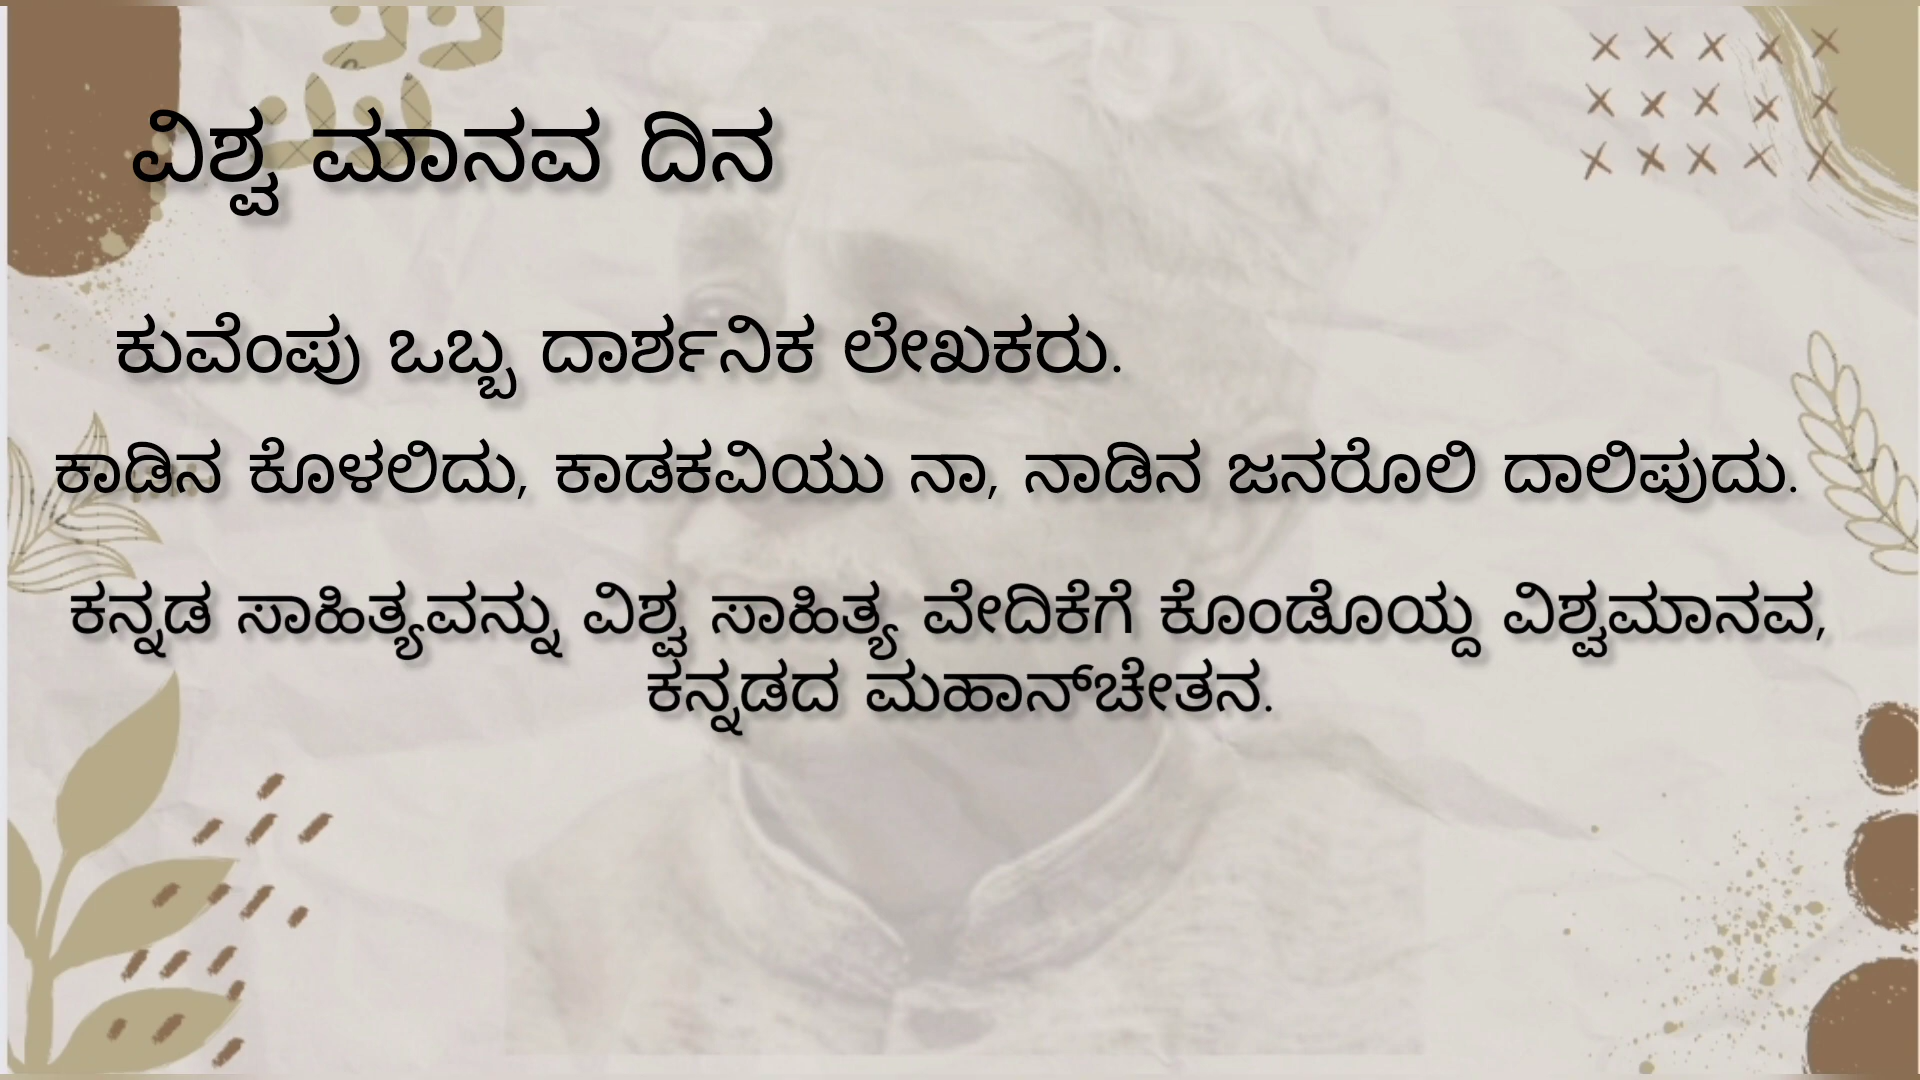 ವಿಶ್ವ ಮಾನವ ದಿನ
ಕುವೆಂಪು ಒಬ್ಬ ದಾರ್ಶನಿಕ ಲೇಖಕರು.
ಕಾಡಿನ ಕೊಳಲಿದು, ಕಾಡಕವಿಯು ನಾ, ನಾಡಿನ ಜನರೊಲಿ ದಾಲಿಪುದು.
ಕನ್ನಡ ಸಾಹಿತ್ಯವನ್ನು ವಿಶ್ವ ಸಾಹಿತ್ಯ ವೇದಿಕೆಗೆ ಕೊಂಡೊಯ್ದ ವಿಶ್ವಮಾನವ,
ಕನ್ನಡದ ಮಹಾನ್‌ಚೇತನ.